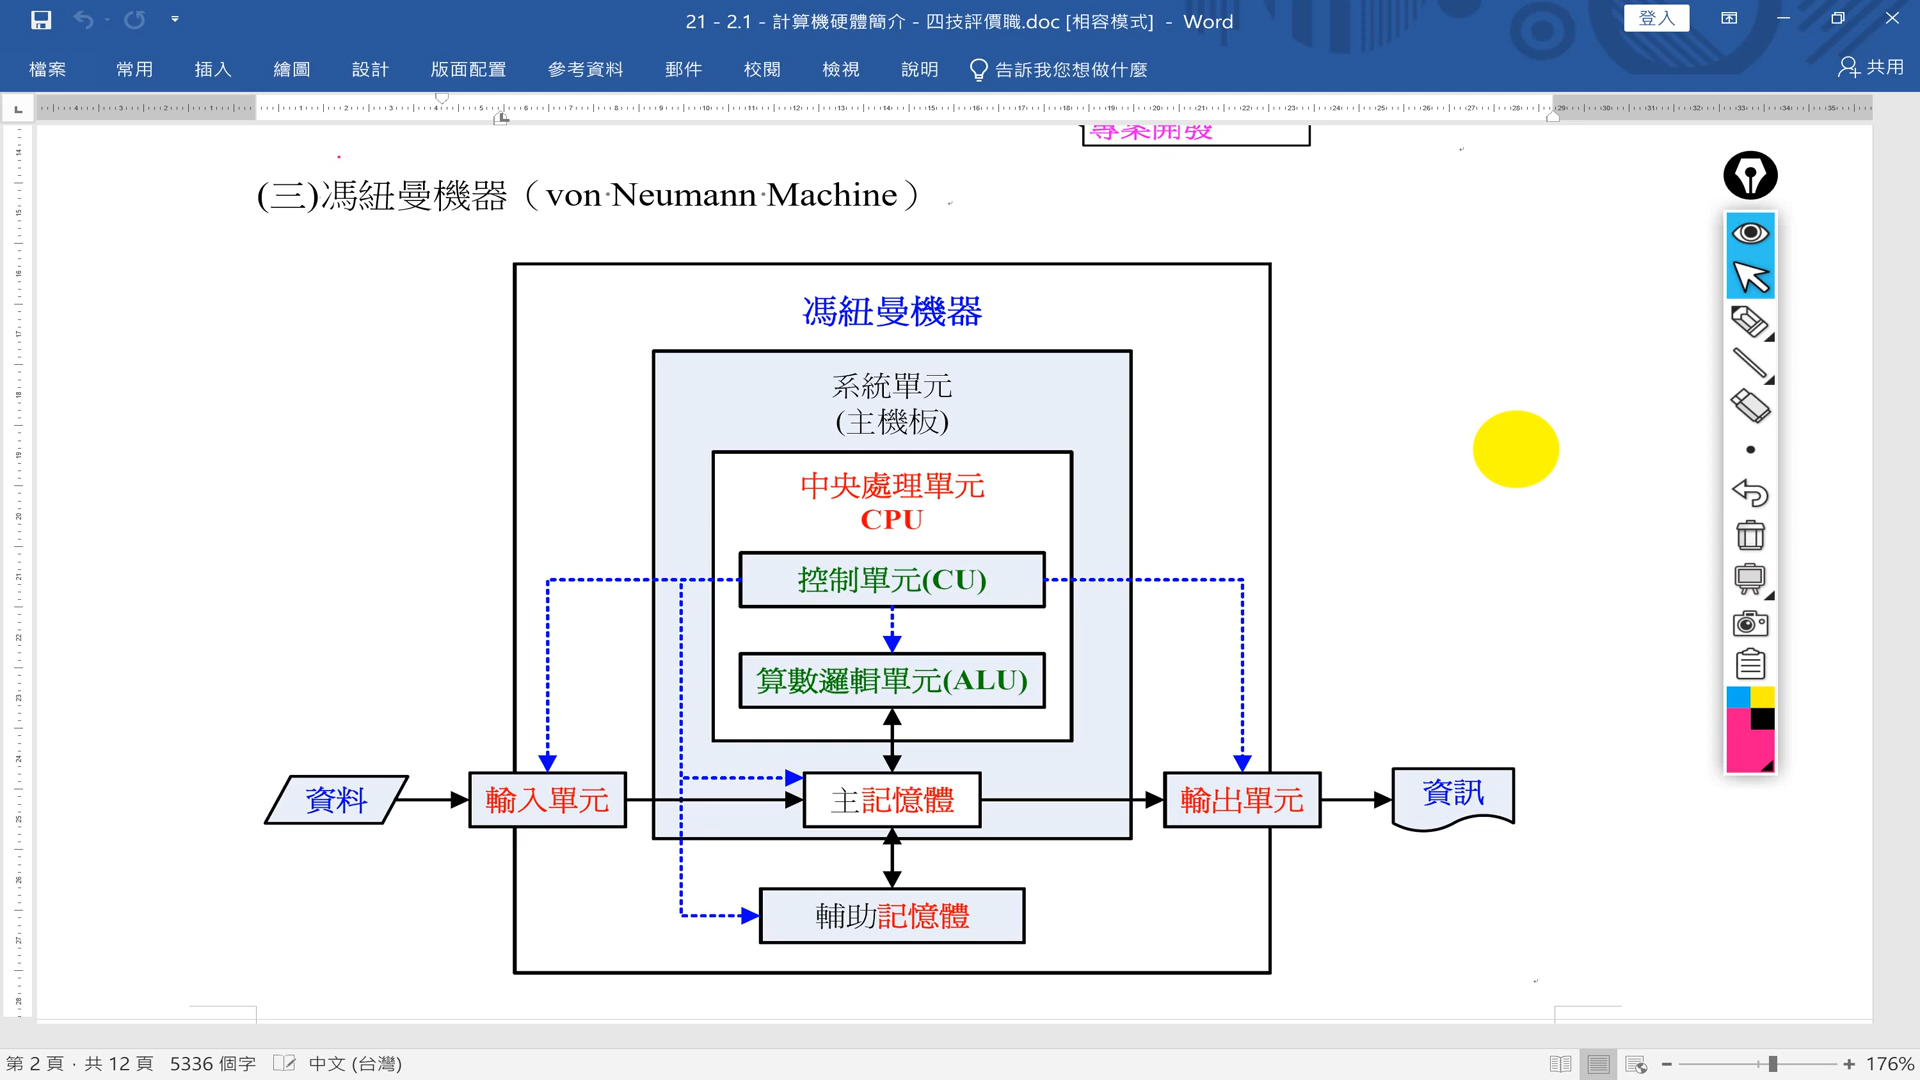 21 - 2.1 - 計算機硬體簡介 - 四技評價職.doc [相容模式] - Word
登入
檔案 常用 插入 繪圖 設計 版面配置 參考資料 郵件 校閱 檢視 說明 告訴我您想做什麼 共用
專案開發
(三)馮紐曼機器（von Neumann Machine）
馮紐曼機器
系統單元
(主機板)
中央處理單元
CPU
控制單元(CU)
算數邏輯單元(ALU)
資料
輸入單元
主記憶體
輸出單元
資訊
輔助記憶體
第 2 頁，共 12 頁 5336 個字 中文 (台灣) 176%